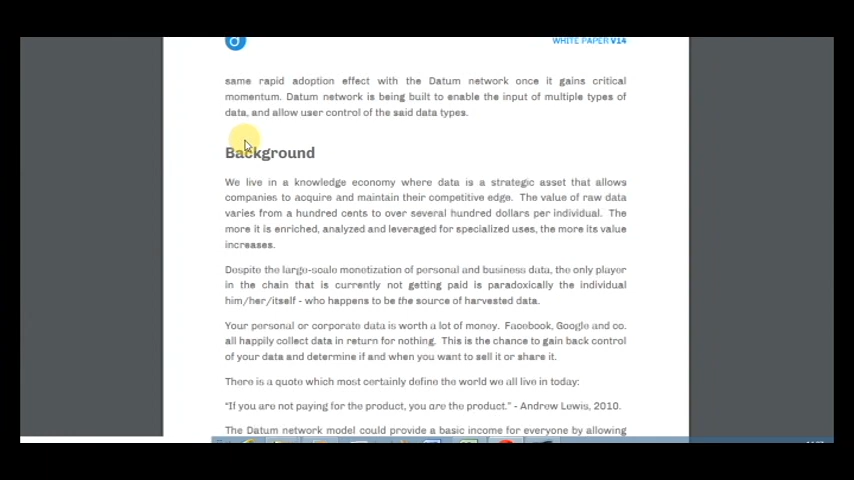 WHITE PAPER V14
same rapid adoption effect with the Datum network once it gains critical
momentum. Datum network is being built to enable the input of multiple types of
data, and allow user control of the said data types.
Background
We live in a knowledge economy where data is a strategic asset that allows
companies to acquire and maintain their competitive edge. The value of raw data
varies from a hundred cents to over several hundred dollars per individual. The
more it is enriched, analyzed and leveraged for specialized uses, the more its value
increases.
Despite the large-scale monetization of personal and business data, the only player
in the chain that is currently not getting paid is paradoxically the individual
him/her/itself - who happens to be the source of harvested data.
Your personal or corporate data is worth a lot of money. Facebook, Google and co.
all happily collect data in return for nothing. This is the chance to gain back control
of your data and determine if and when you want to sell it or share it.
There is a quote which most certainly define the world we all live in today:
“If you are not paying for the product, you are the product.” - Andrew Lewis, 2010.
The Datum network model could provide a basic income for everyone by allowing